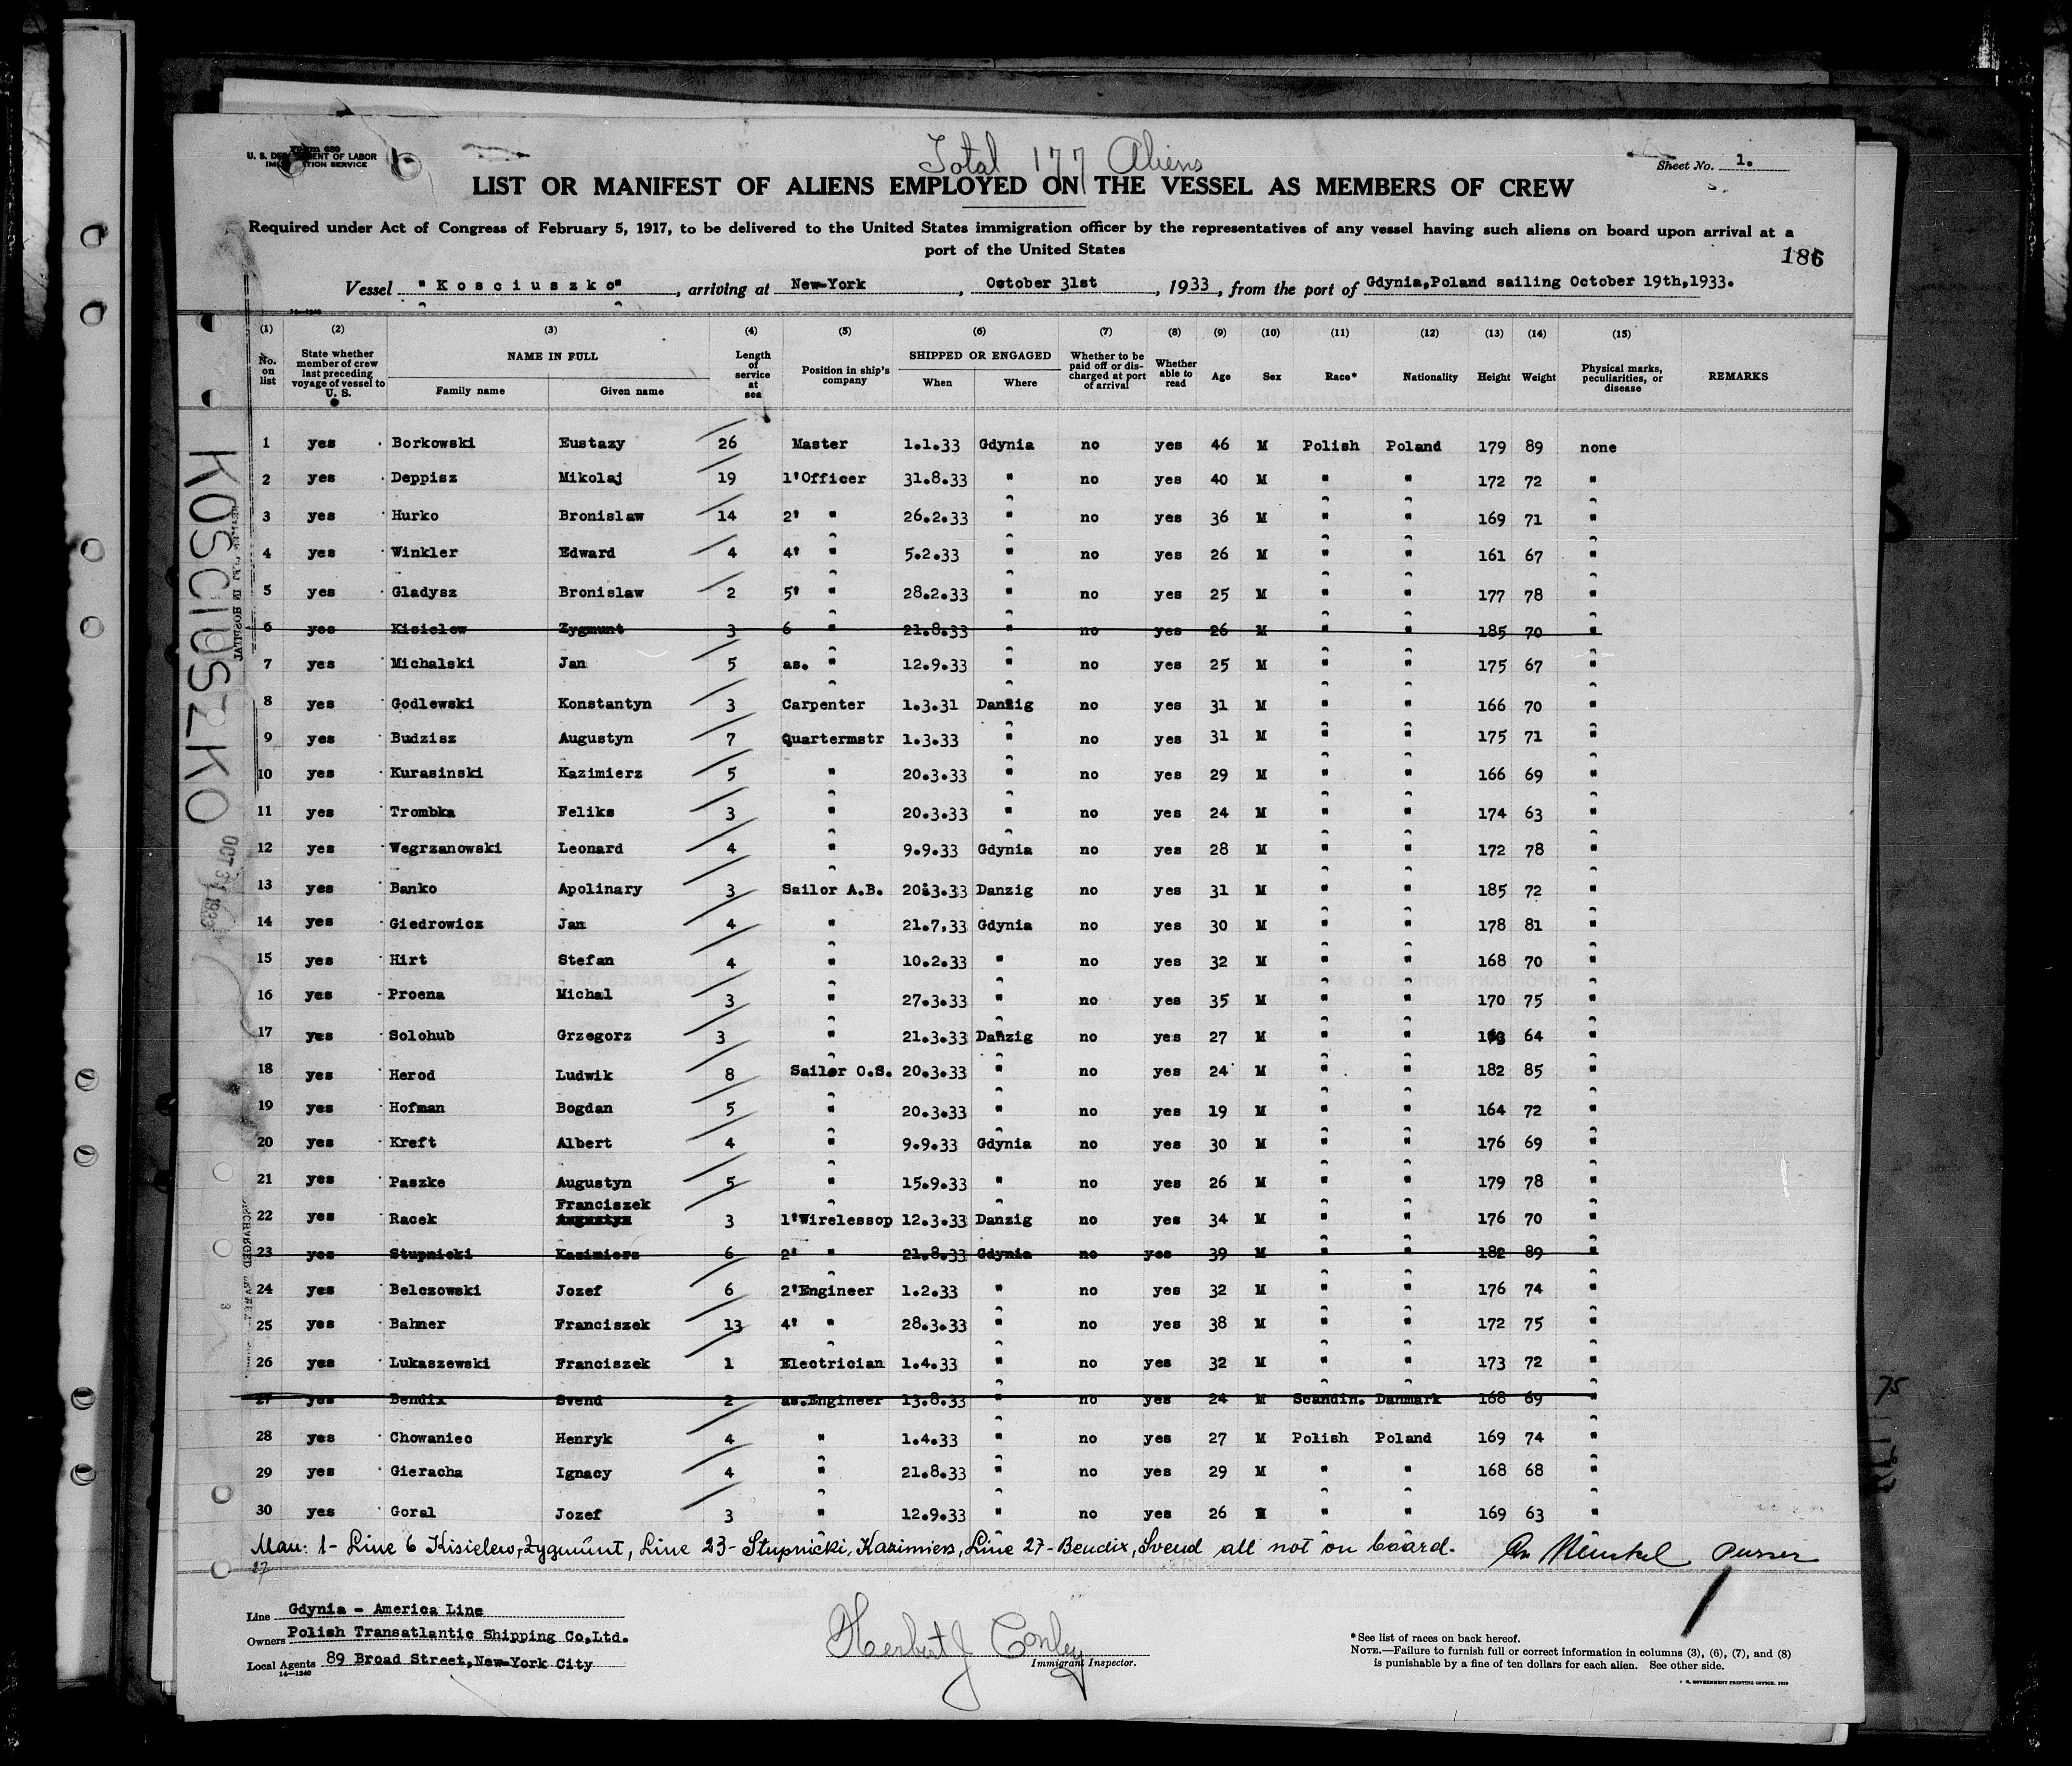 Total 177 Aliens
Form 680
U. S. DEPARTMENT OF LABOR
IMMIGRATION SERVICE
Sheet No. 1.
LIST OR MANIFEST OF ALIENS EMPLOYED ON THE VESSEL AS MEMBERS OF CREW
Required under Act of Congress of February 5, 1917, to be delivered to the United States immigration officer by the representatives of any vessel having such aliens on board upon arrival at a
port of the United States
186
Vessel "Kosciuszko", arriving at New-York, October 31st, 1933, from the port of Gdynia,Poland sailing October 19th,1933.
14—1240
(1) (2) (3) (4) (5) (6) (7) (8) (9) (10) (11) (12) (13) (14) (15)
No. on list State whether member of crew last preceding voyage of vessel to U. S. NAME IN FULL Family name Given name Length of service at sea Position in ship's company SHIPPED OR ENGAGED When Where Whether to be paid off or discharged at port of arrival Whether able to read Age Sex Race* Nationality Height Weight Physical marks, peculiarities, or disease REMARKS
1 yes Borkowski Eustazy 26 Master 1.1.33 Gdynia no yes 46 M Polish Poland 179 89 none
2 yes Deppisz Mikolaj 19 1'Officer 31.8.33 " no yes 40 M " " 172 72 "
3 yes Hurko Bronislaw 14 2' " 26.2.33 " no yes 36 M " " 169 71 "
4 yes Winkler Edward 4 4' " 5.2.33 " no yes 26 M " " 161 67 "
5 yes Gladysz Bronislaw 2 5' " 28.2.33 " no yes 25 M " " 177 78 "
6 yes Kisielew Zygmunt 3 6 " 21.8.33 " no yes 26 M " " 185 70 "
7 yes Michalski Jan 5 as. " 12.9.33 " no yes 25 M " " 175 67 "
8 yes Godlewski Konstantyn 3 Carpenter 1.3.31 Danzig no yes 31 M " " 166 70 "
9 yes Budzisz Augustyn 7 Quartermstr 1.3.33 " no yes 31 M " " 175 71 "
10 yes Kurasinski Kazimierz 5 " 20.3.33 " no yes 29 M " " 166 69 "
11 yes Trombka Feliks 3 " 20.3.33 " no yes 24 M " " 174 63 "
12 yes Wegrzanowski Leonard 4 " 9.9.33 Gdynia no yes 28 M " " 172 78 "
13 yes Banko Apolinary 3 Sailor A.B. 20.3.33 Danzig no yes 31 M " " 185 72 "
14 yes Giedrowicz Jan 4 " 21.7,33 Gdynia no yes 30 M " " 178 81 "
15 yes Hirt Stefan 4 " 10.2.33 " no yes 32 M " " 168 70 "
16 yes Proena Michal 3 " 27.3.33 " no yes 35 M " " 170 75 "
17 yes Solohub Grzegorz 3 " 21.3.33 Danzig no yes 27 M " " 64 "
18 yes Herod Ludwik 8 Sailor O.S. 20.3.33 " no yes 24 M " " 182 85 "
19 yes Hofman Bogdan 5 " 20.3.33 " no yes 19 M " " 164 72 "
20 yes Kreft Albert 4 " 9.9.33 Gdynia no yes 30 M " " 176 69 "
21 yes Paszke Augustyn 5 " 15.9.33 " no yes 26 M " " 179 78 "
22 yes Racek Franciszek Augustyn 3 1'Wirelessop 12.3.33 Danzig no yes 34 M " " 176 70 "
23 yes Stupnicki Kazimierz 6 2' " 21.8.33 Gdynia no yes 39 M " " 182 89 "
24 yes Belczowski Jozef 6 2'Engineer 1.2.33 " no yes 32 M " " 176 74 "
25 yes Bahner Franciszek 13 4' " 28.3.33 " no yes 38 M " " 172 75 "
26 yes Lukaszewski Franciszek 1 Electrician 1.4.33 " no yes 32 M " " 173 72 "
27 yes Bendix Svend 2 as.Engineer 13.8.33 " no yes 24 M Scandin. Danmark 168 69 "
28 yes Chowaniec Henryk 4 " 1.4.33 " no yes 27 M Polish Poland 169 74 "
29 yes Gieracha Ignacy 4 " 21.8.33 " no yes 29 M " " 168 68 "
30 yes Goral Jozef 3 " 12.9.33 " no yes 26 M " " 169 63 "
Man: 1- Line 6 Kisielew, Zygmunt, Line 23- Stupnicki, Kazimierz, Line 27- Bendix, Svend all not on board. Purser
27
Line Gdynia - America Line
Owners Polish Transatlantic Shipping Co,Ltd.
Local Agents 89 Broad Street,New-York City
14—1240
Herbert J Conley
Immigrant Inspector.
*See list of races on back hereof.
NOTE.—Failure to furnish full or correct information in columns (3), (6), (7), and (8)
is punishable by a fine of ten dollars for each alien. See other side.
U. S. GOVERNMENT PRINTING OFFICE. 1929
KOSCIUSZKO
OCT 31 1933
75